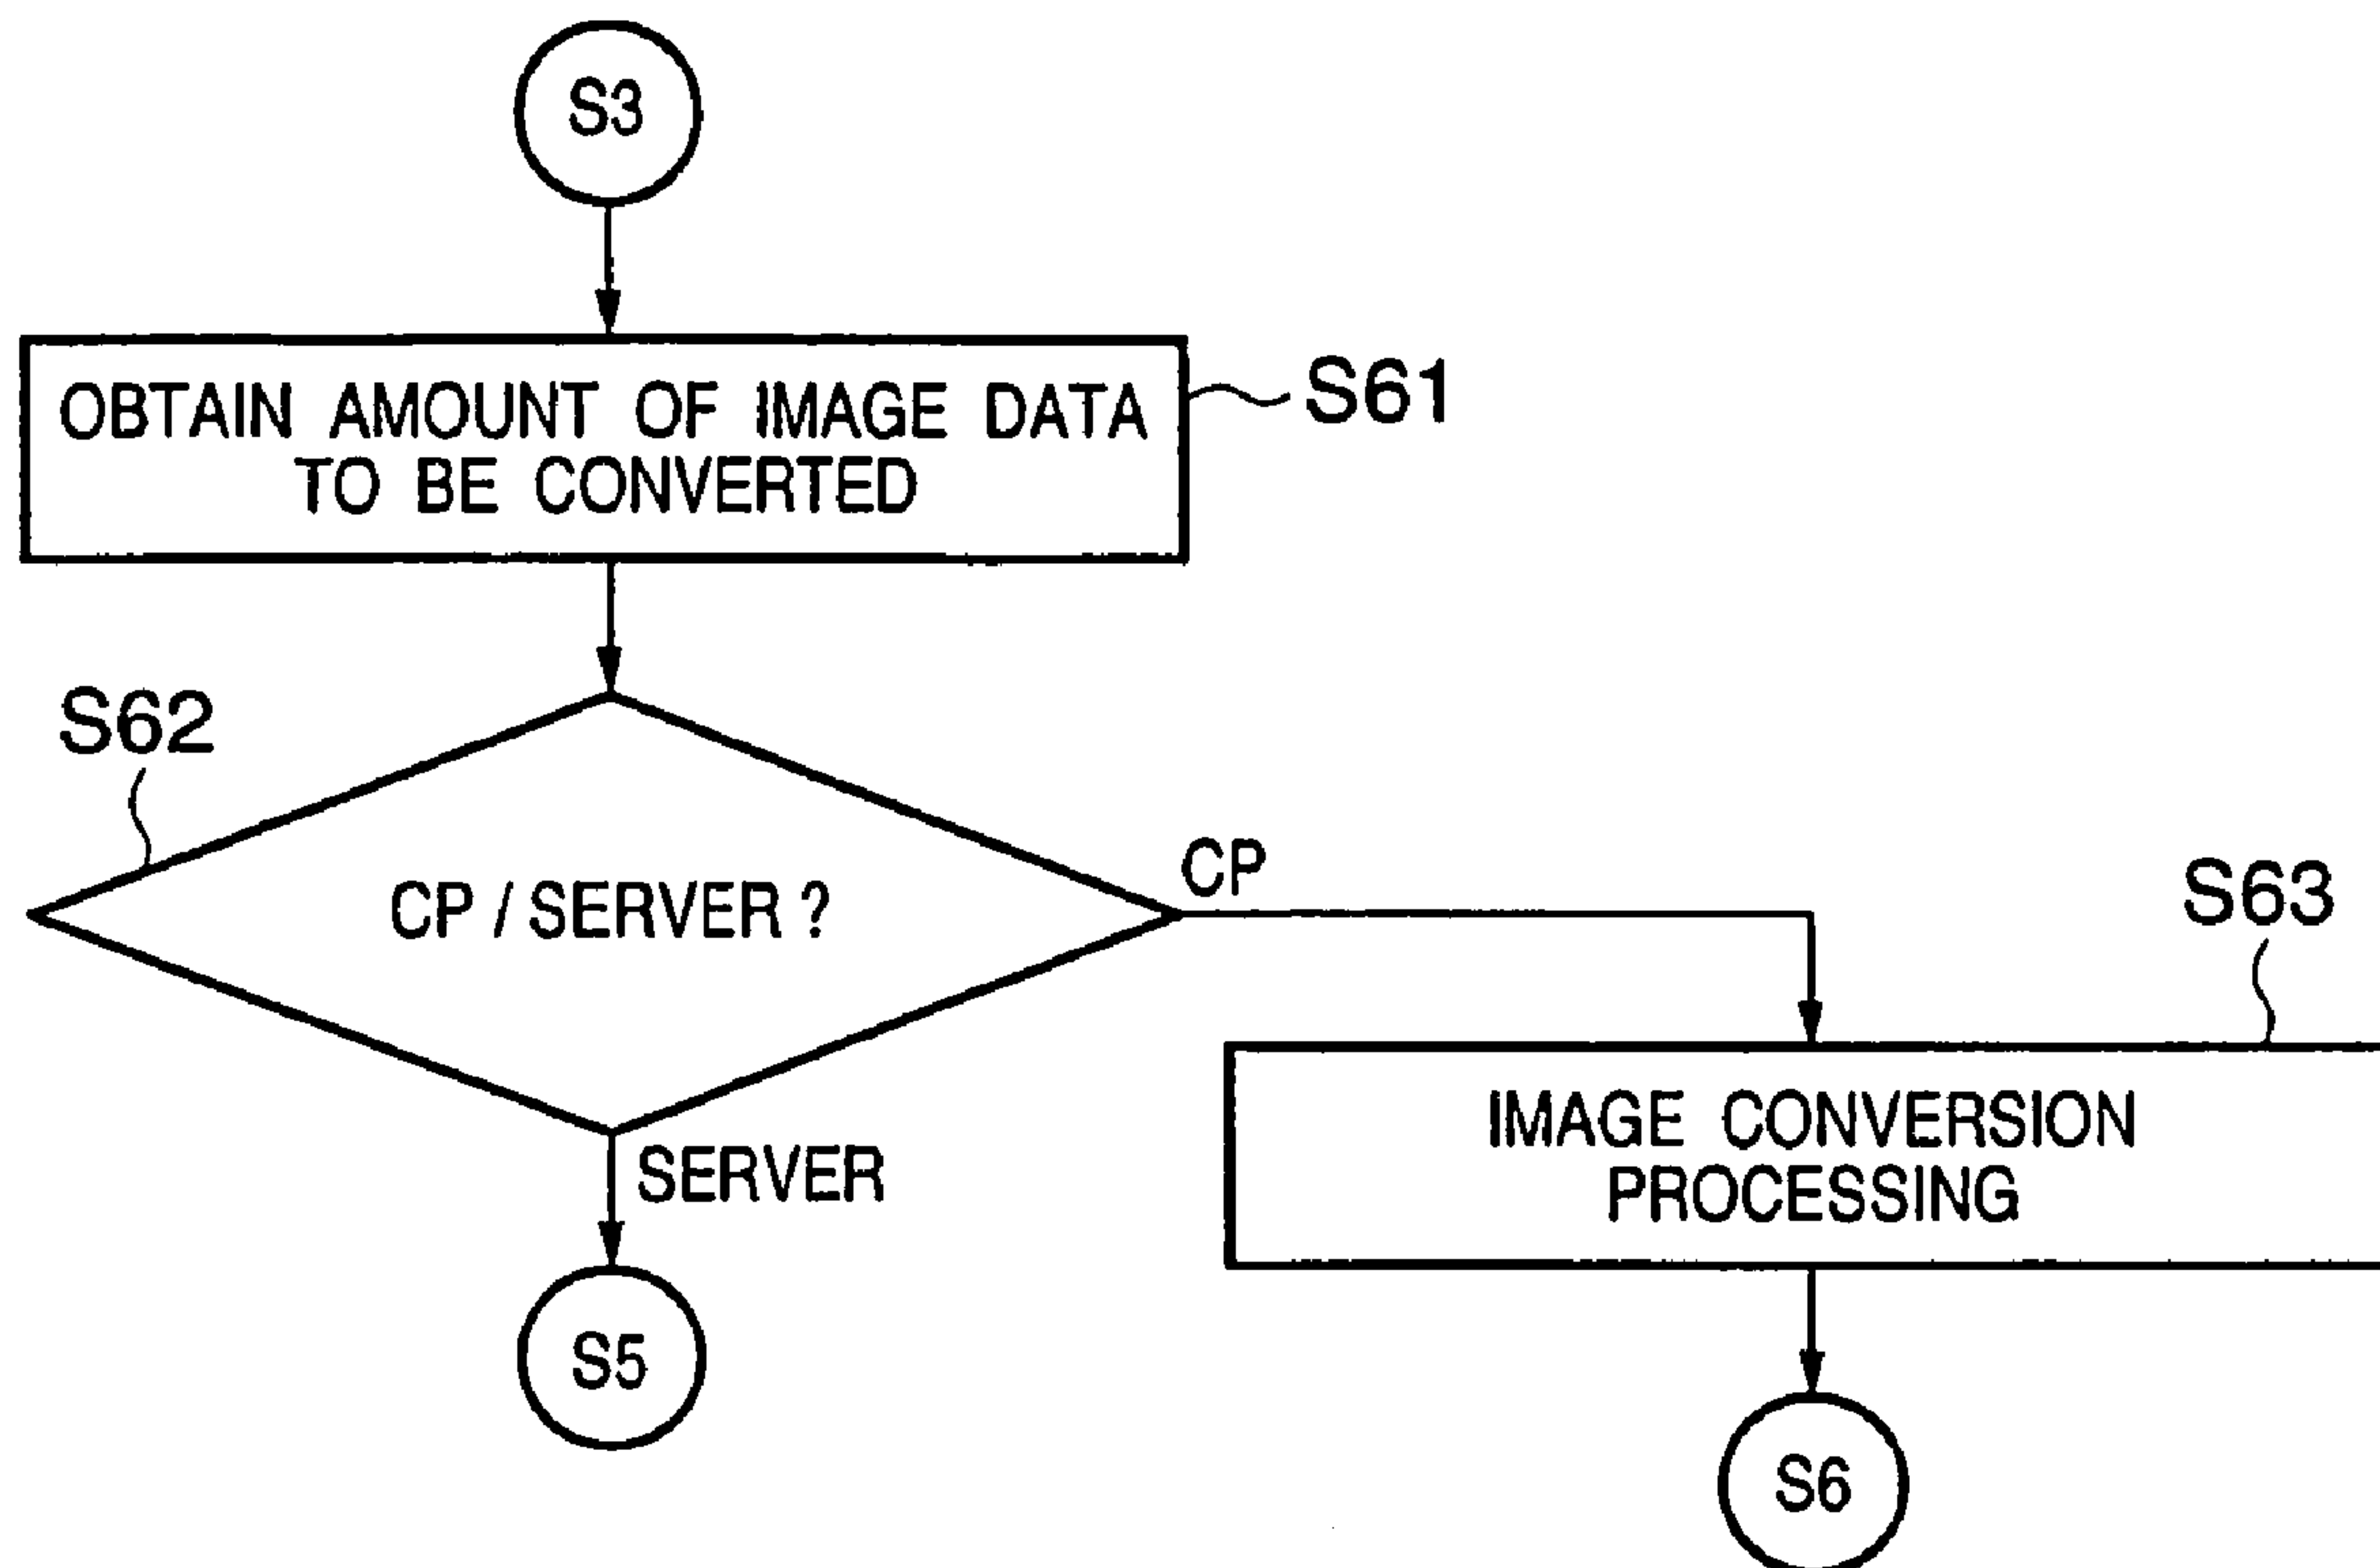 S3
OBTAIN AMOUNT OF IMAGE DATA
TO BE CONVERTED
S61
S62
CP / SERVER ?
CP
S63
IMAGE CONVERSION
PROCESSING
SERVER
S5
S6